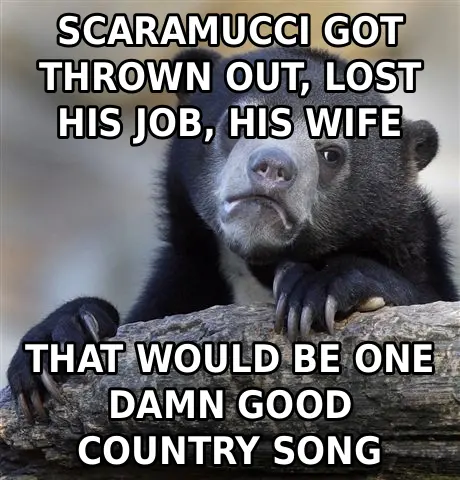 SCARAMUCCI GOT
THROWN OUT, LOST
HIS JOB, HIS WIFE
THAT WOULD BE ONE
DAMN GOOD
COUNTRY SONG